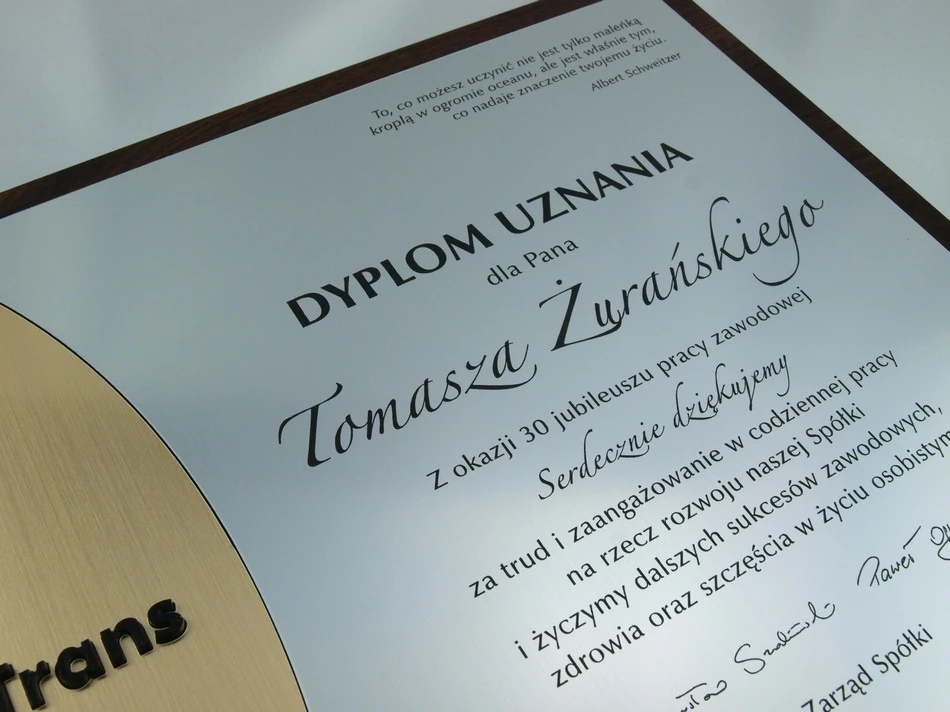 To, co możesz uczynić nie jest tylko maleńką
kroplą w ogromie oceanu, ale jest właśnie tym,
co nadaje znaczenie twojemu życiu.
Albert Schweitzer
DYPLOM UZNANIA
dla Pana
Tomasza Żurańskiego
z okazji 30 jubileuszu pracy zawodowej
Serdecznie dziękujemy
za trud i zaangażowanie w codziennej pracy
na rzecz rozwoju naszej Spółki
i życzymy dalszych sukcesów zawodowych,
zdrowia oraz szczęścia w życiu osobistym
Paweł
Zarząd Spółki
Trans